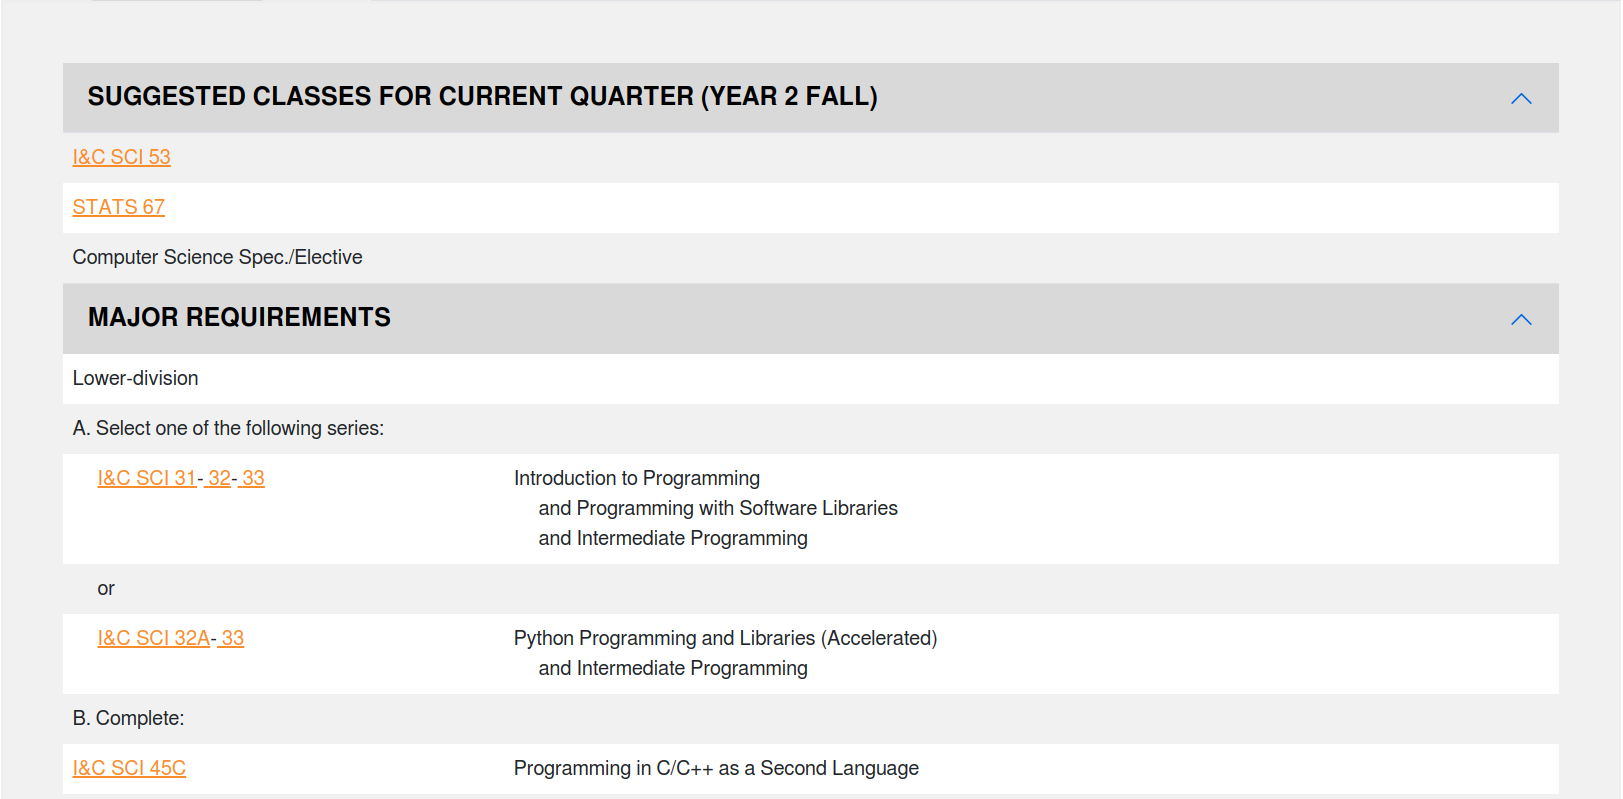 SUGGESTED CLASSES FOR CURRENT QUARTER (YEAR 2 FALL)
I&C SCI 53
STATS 67
Computer Science Spec./Elective
MAJOR REQUIREMENTS
Lower-division
A. Select one of the following series:
I&C SCI 31- 32- 33 Introduction to Programming
and Programming with Software Libraries
and Intermediate Programming
or
I&C SCI 32A- 33 Python Programming and Libraries (Accelerated)
and Intermediate Programming
B. Complete:
I&C SCI 45C Programming in C/C++ as a Second Language